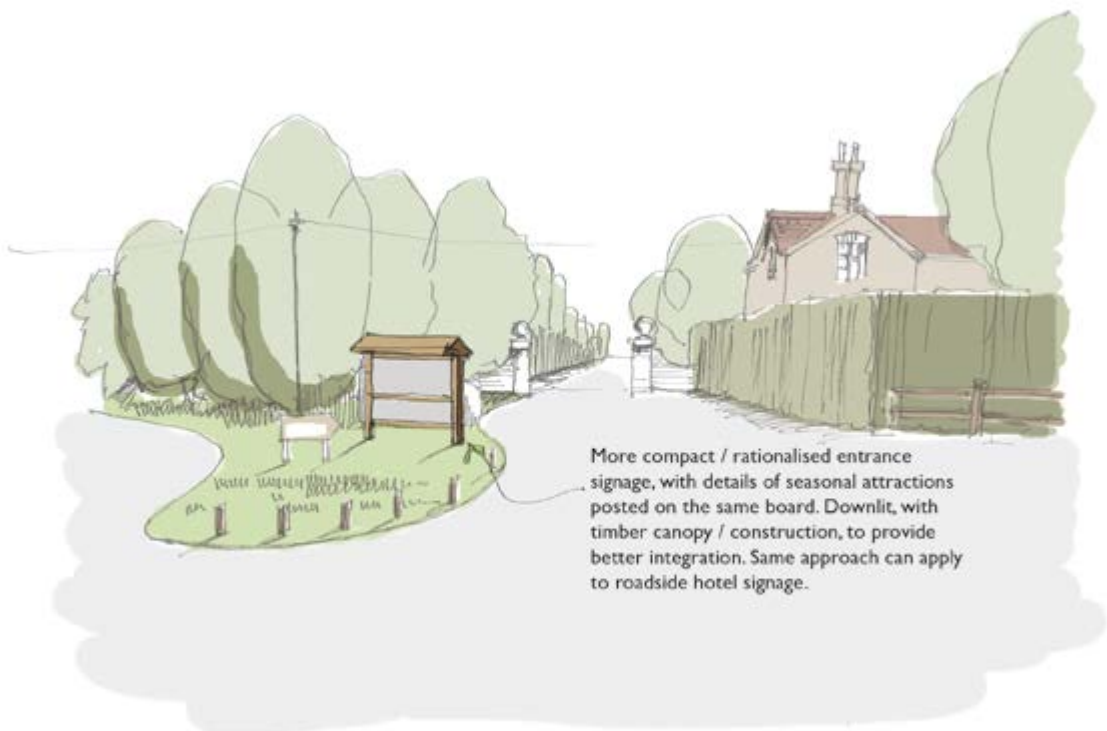 More compact / rationalised entrance
signage, with details of seasonal attractions
posted on the same board. Downlit, with
timber canopy / construction, to provide
better integration. Same approach can apply
to roadside hotel signage.